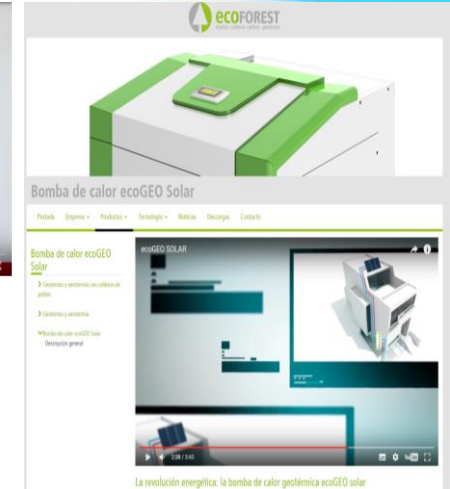 ecoFOREST
Bomba de calor ecoGEO Solar
Portada Empresa Productos Tecnología Noticias Descargas Contacto
Bomba de calor ecoGEO
Solar
Geotermia y aerotermia con calderas de
pellets
Geotermia y aerotermia
Bomba de calor ecoGEO Solar
Descripción general
ecoGEO SOLAR
2:38 / 3:43
La revolución energética: la bomba de calor geotérmica ecoGEO solar